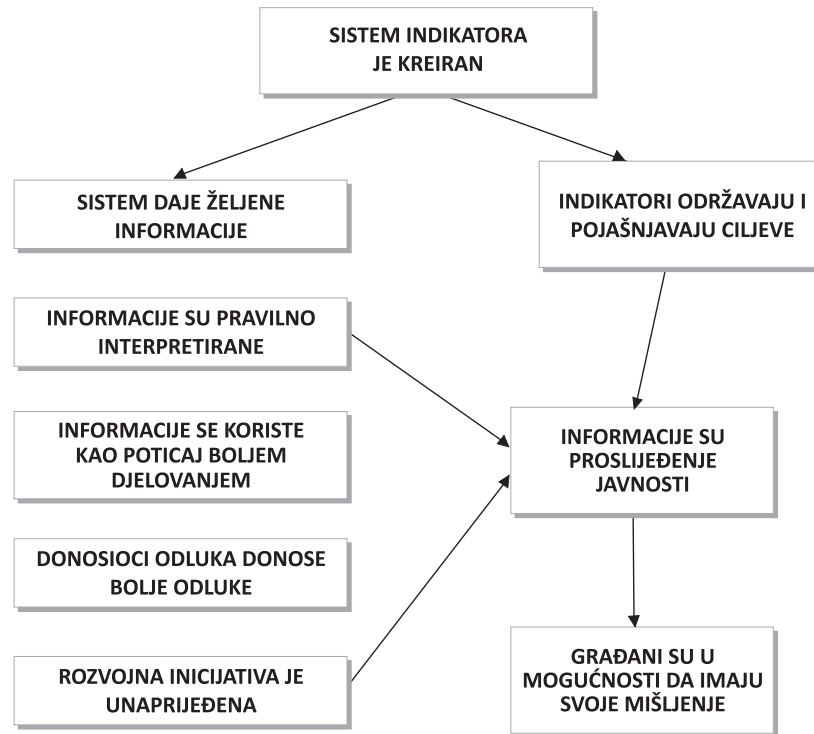 SISTEM INDIKATORA
JE KREIRAN
SISTEM DAJE ŽELJENE
INFORMACIJE
INDIKATORI ODRŽAVAJU I
POJAŠNJAVAJU CILJEVE
INFORMACIJE SU PRAVILNO
INTERPRETIRANE
INFORMACIJE SE KORISTE
KAO POTICAJ BOLJEM
DJELOVANJEM
INFORMACIJE SU
PROSLIJEĐENJE
JAVNOSTI
DONOSIOCI ODLUKA DONOSE
BOLJE ODLUKE
ROZVOJNA INICIJATIVA JE
UNAPRIJEĐENA
GRAĐANI SU U
MOGUĆNOSTI DA IMAJU
SVOJE MIŠLJENJE